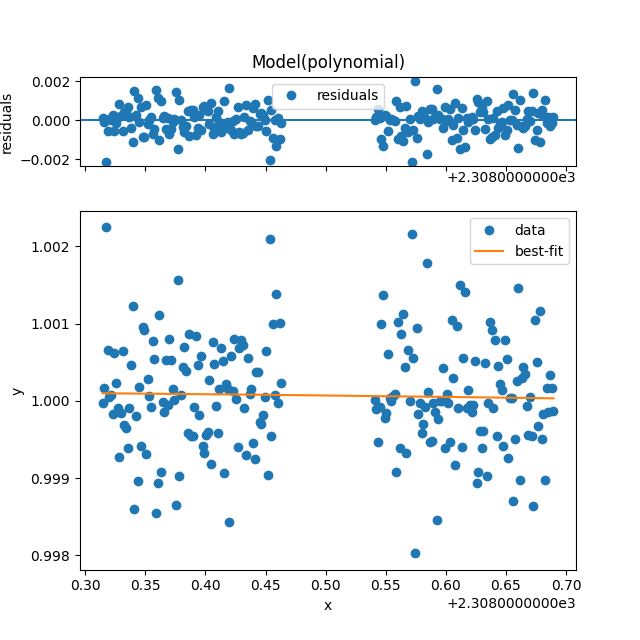 Model(polynomial)
residuals
0.002
0.000
−0.002
residuals
+2.3080000000e3
y
1.002
1.001
1.000
0.999
0.998
data
best-fit
0.30 0.35 0.40 0.45 0.50 0.55 0.60 0.65 0.70
x
+2.3080000000e3